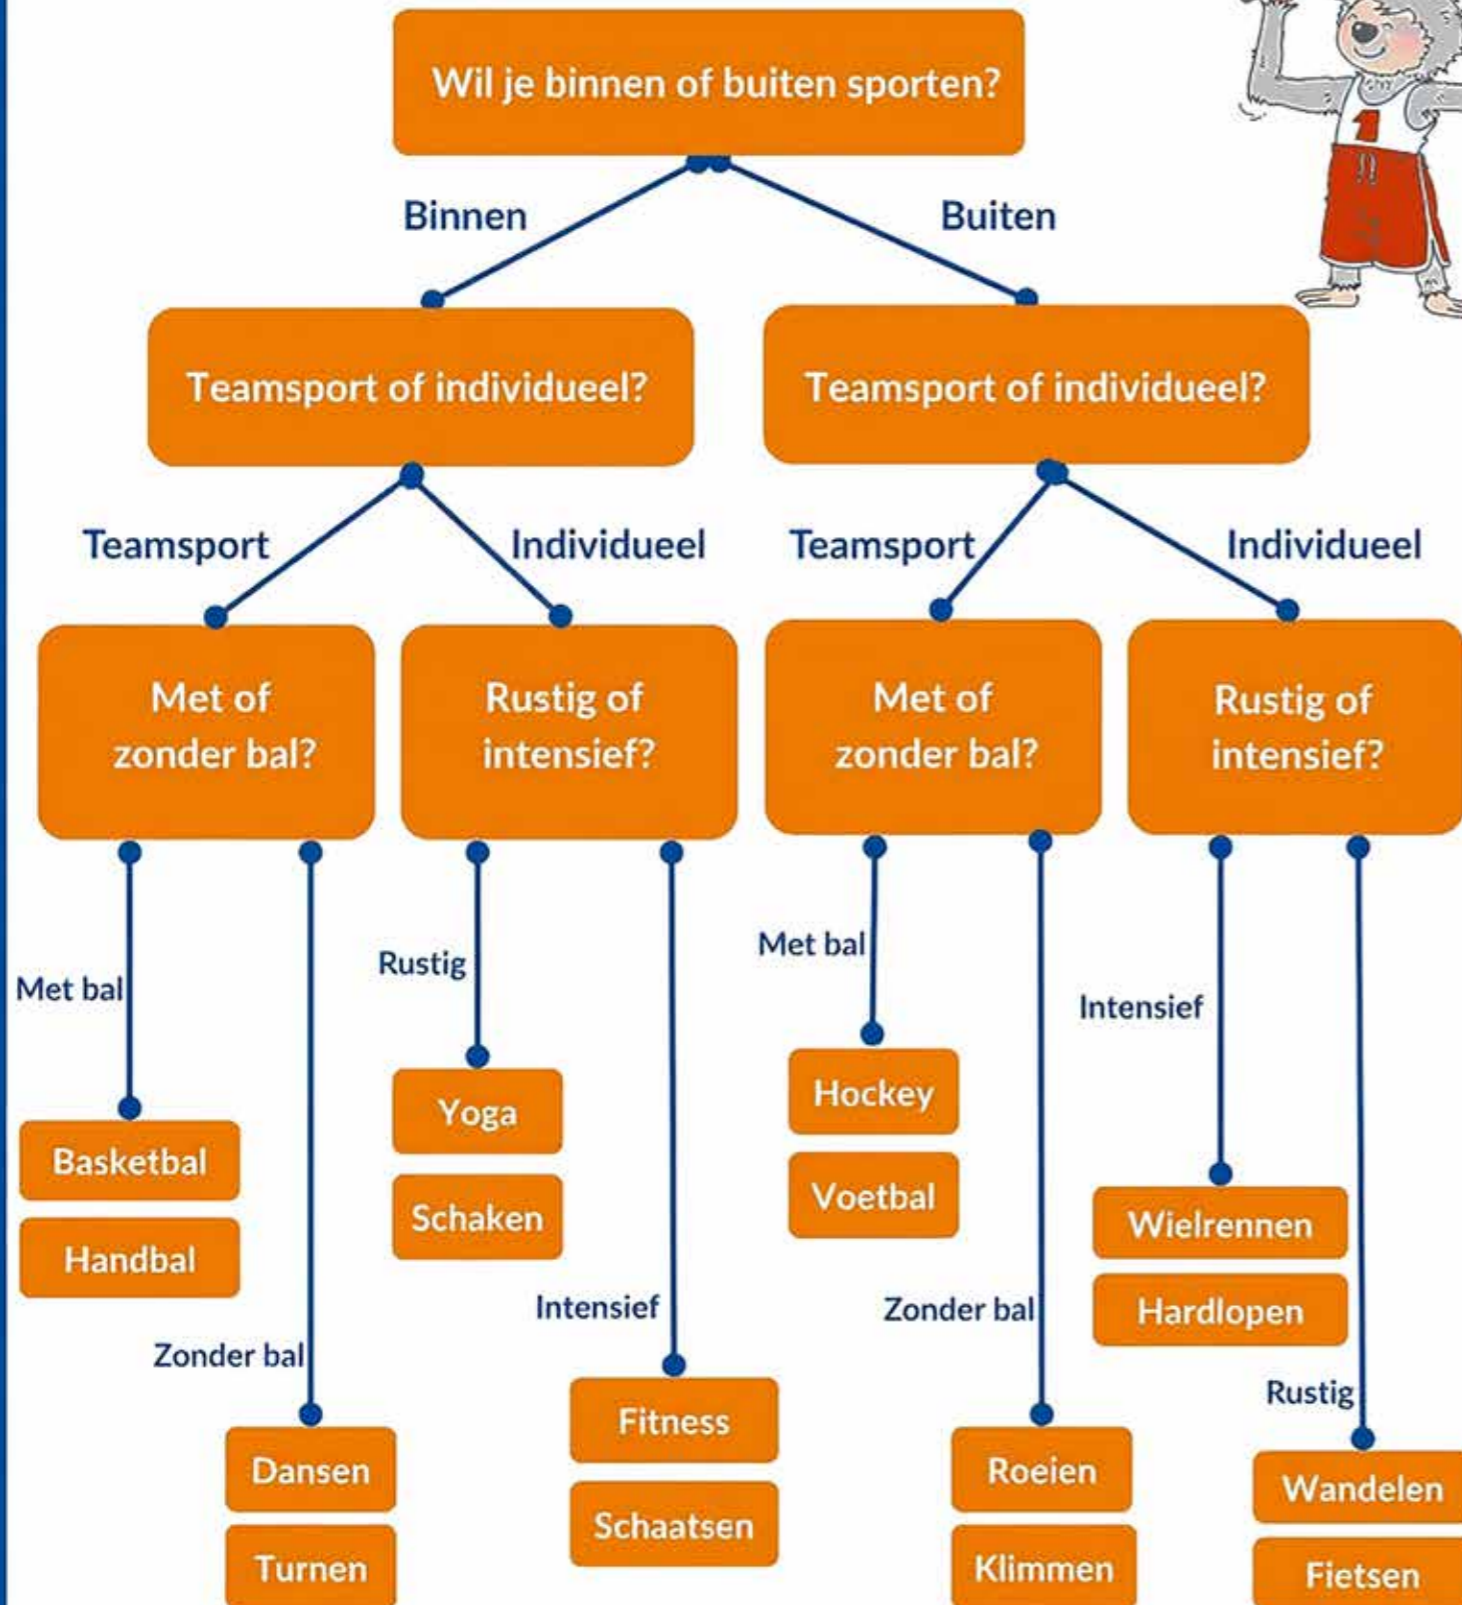 Wil je binnen of buiten sporten?
Binnen
Buiten
Teamsport of individueel?
Teamsport of individueel?
Teamsport
Individueel
Teamsport
Individueel
Met of
zonder bal?
Rustig of
intensief?
Met of
zonder bal?
Rustig of
intensief?
Met bal
Basketbal
Handbal
Zonder bal
Dansen
Turnen
Rustig
Yoga
Schaken
Intensief
Fitness
Schaatsen
Met bal
Hockey
Voetbal
Zonder bal
Roeien
Klimmen
Intensief
Wielrennen
Hardlopen
Rustig
Wandelen
Fietsen
1